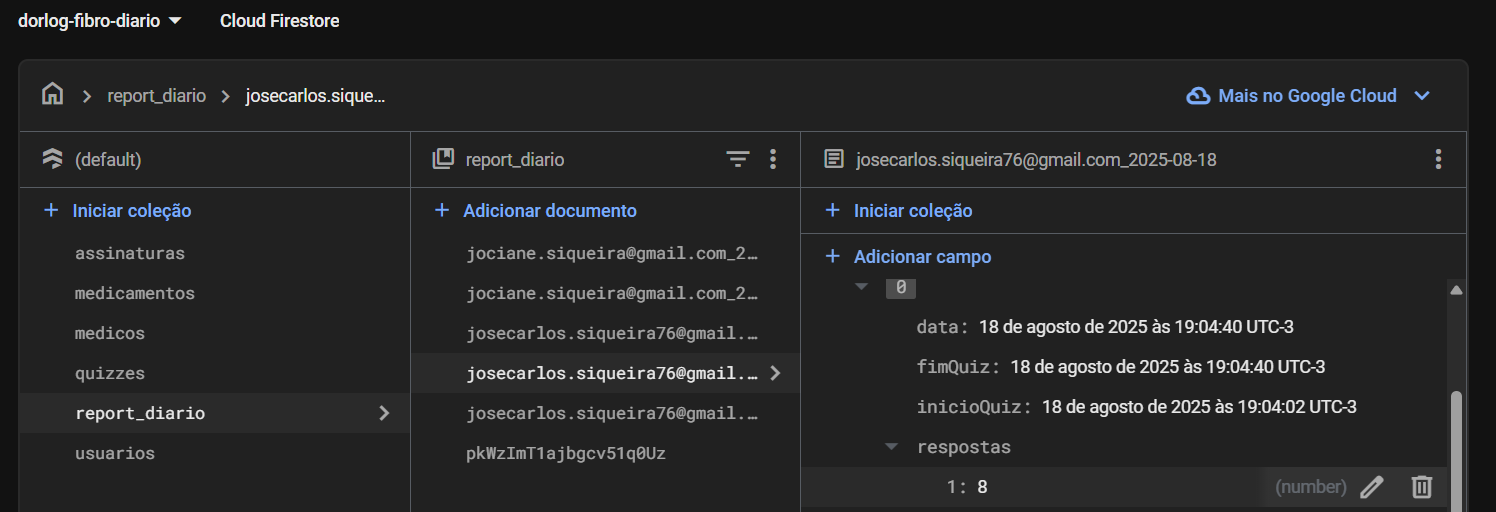 dorlog-fibro-diario Cloud Firestore
report_diario josecarlos.sique… Mais no Google Cloud
(default)
Iniciar coleção
assinaturas
medicamentos
medicos
quizzes
report_diario
usuarios
report_diario
Adicionar documento
jociane.siqueira@gmail.com_2…
jociane.siqueira@gmail.com_2…
josecarlos.siqueira76@gmail.…
josecarlos.siqueira76@gmail.…
josecarlos.siqueira76@gmail.…
pkWzImT1ajbgcv51q0Uz
josecarlos.siqueira76@gmail.com_2025-08-18
Iniciar coleção
Adicionar campo
0
data: 18 de agosto de 2025 às 19:04:40 UTC-3
fimQuiz: 18 de agosto de 2025 às 19:04:40 UTC-3
inicioQuiz: 18 de agosto de 2025 às 19:04:02 UTC-3
respostas
1: 8 (number)